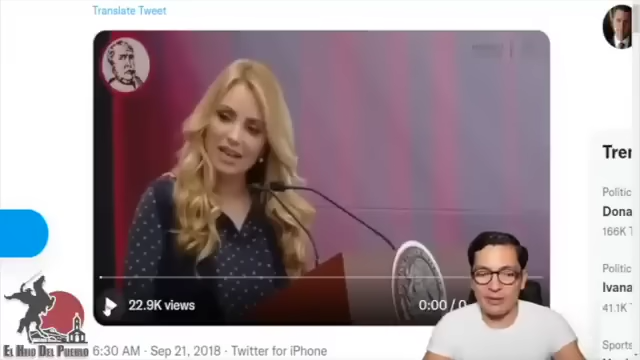 Translate Tweet
22.9K views
0:00 / 0
6:30 AM · Sep 21, 2018 · Twitter for iPhone
Politic
Dona
166K T
Politic
Ivana
41.1K
Sports
EL HIJO DEL PUEBLO